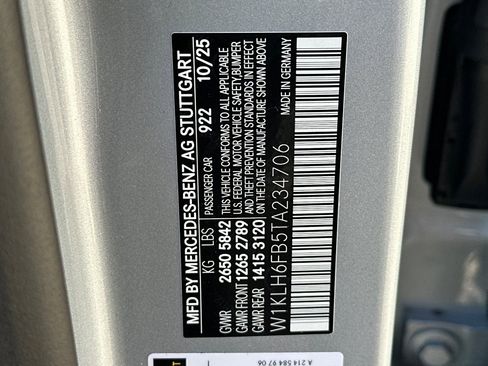 MFD BY MERCEDES-BENZ AG STUTTGART
KG LBS PASSENGER CAR 922 10/25
GVWR 2650 5842 THIS VEHICLE CONFORMS TO ALL APPLICABLE
GAWR FRONT 1265 2789 U.S. FEDERAL MOTOR VEHICLE SAFETY, BUMPER
GAWR REAR 1415 3120 AND THEFT PREVENTION STANDARDS IN EFFECT
ON THE DATE OF MANUFACTURE SHOWN ABOVE
W1KLH6FB5TA234706 MADE IN GERMANY
A 214 584 97 06